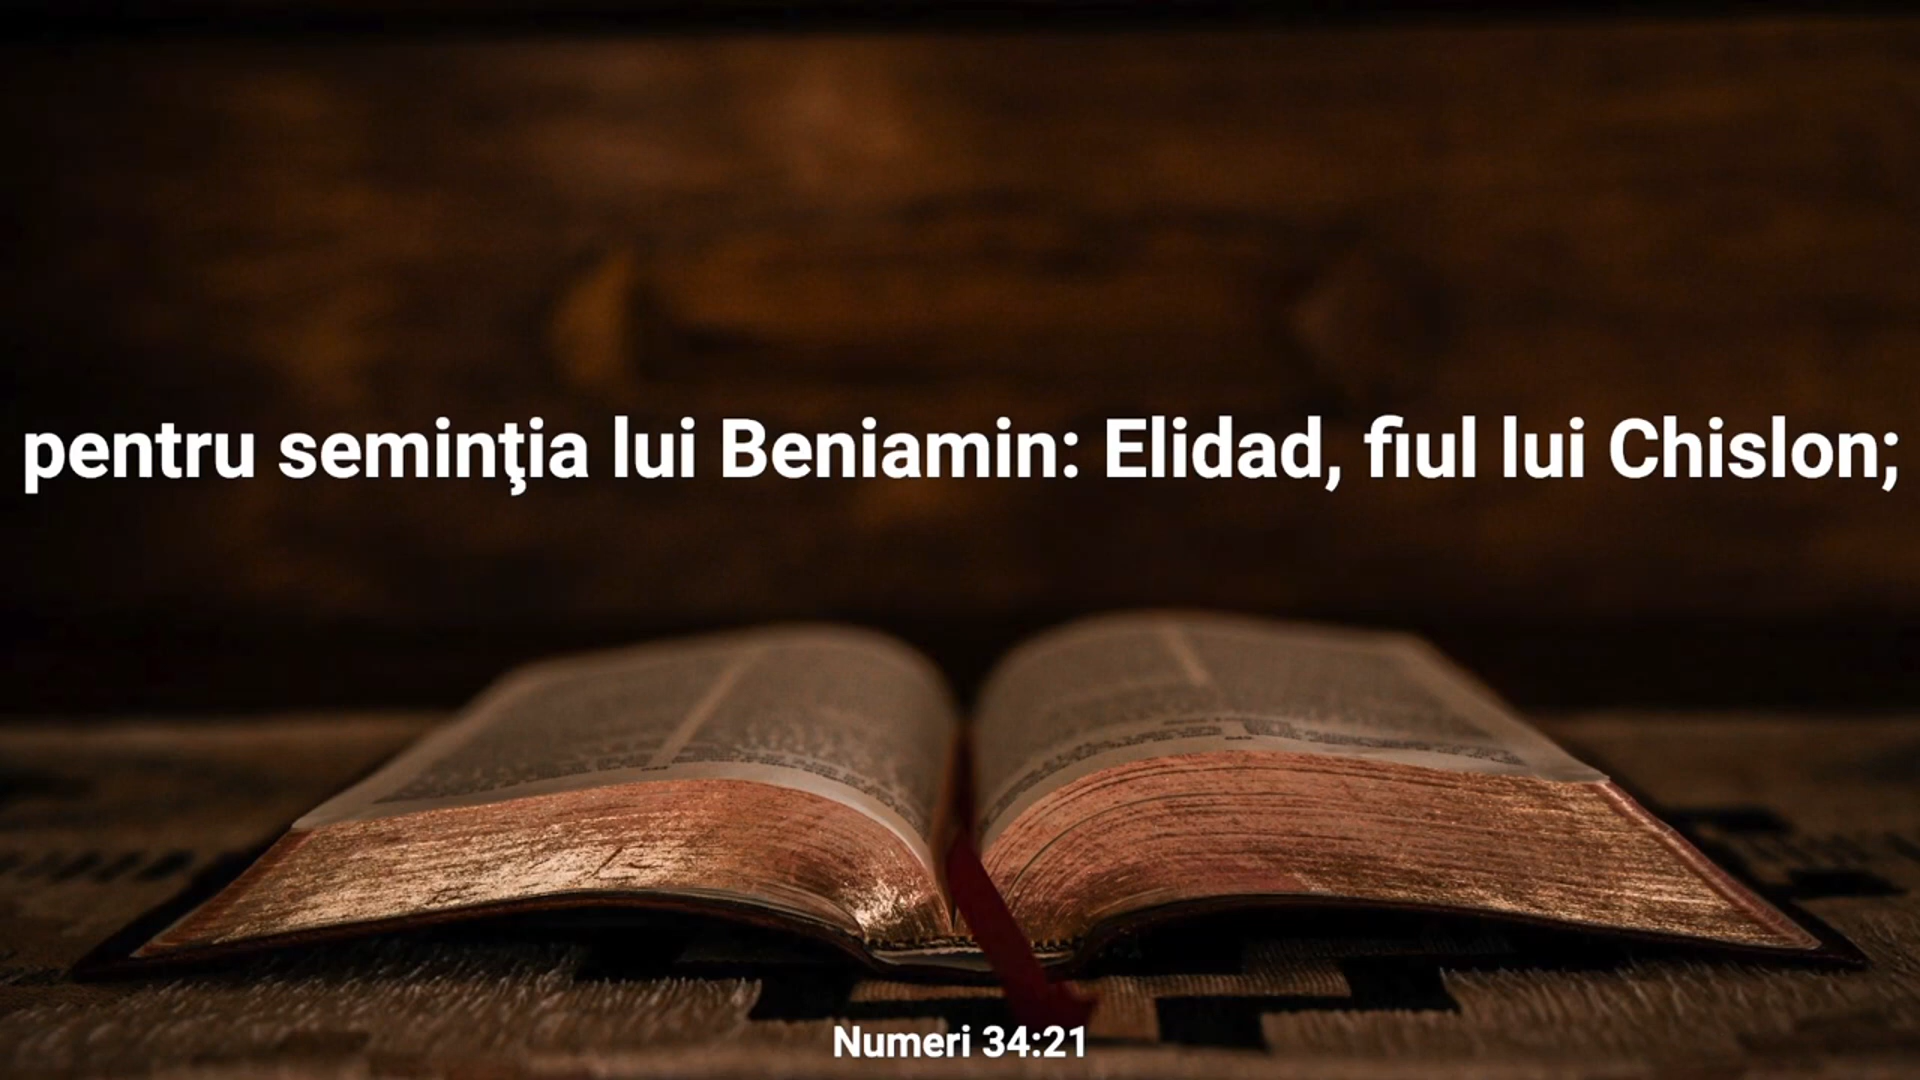 pentru seminţia lui Beniamin: Elidad, fiul lui Chislon;
Numeri 34:21